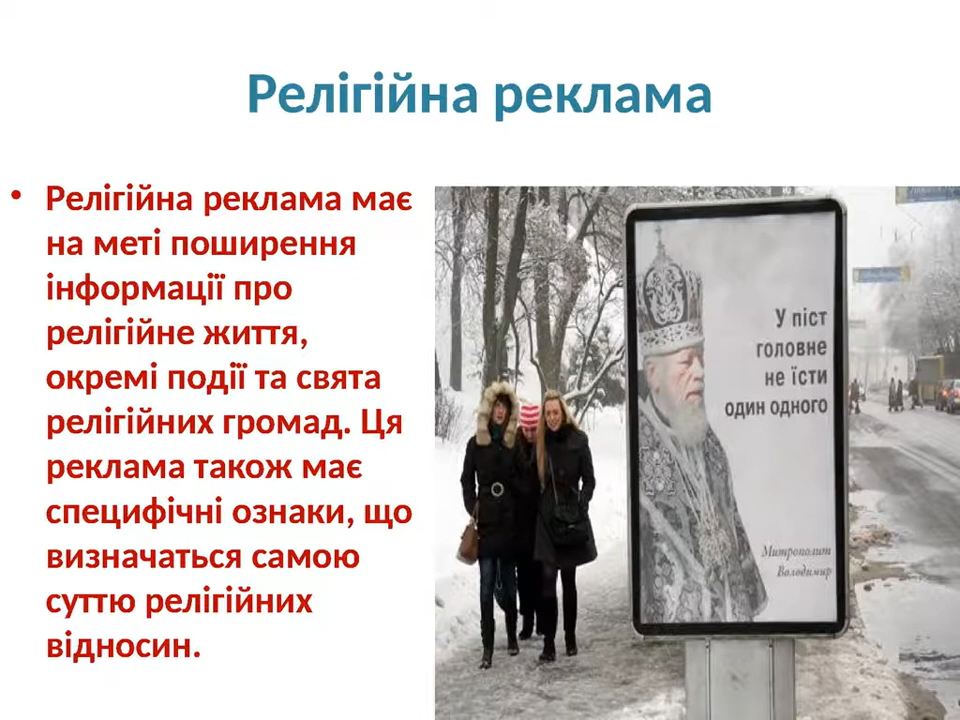 Релігійна реклама
• Релігійна реклама має
на меті поширення
інформації про
релігійне життя,
окремі події та свята
релігійних громад. Ця
реклама також має
специфічні ознаки, що
визначаться самою
суттю релігійних
відносин.
У піст
головне
не їсти
один одного
Митрополит
Володимир